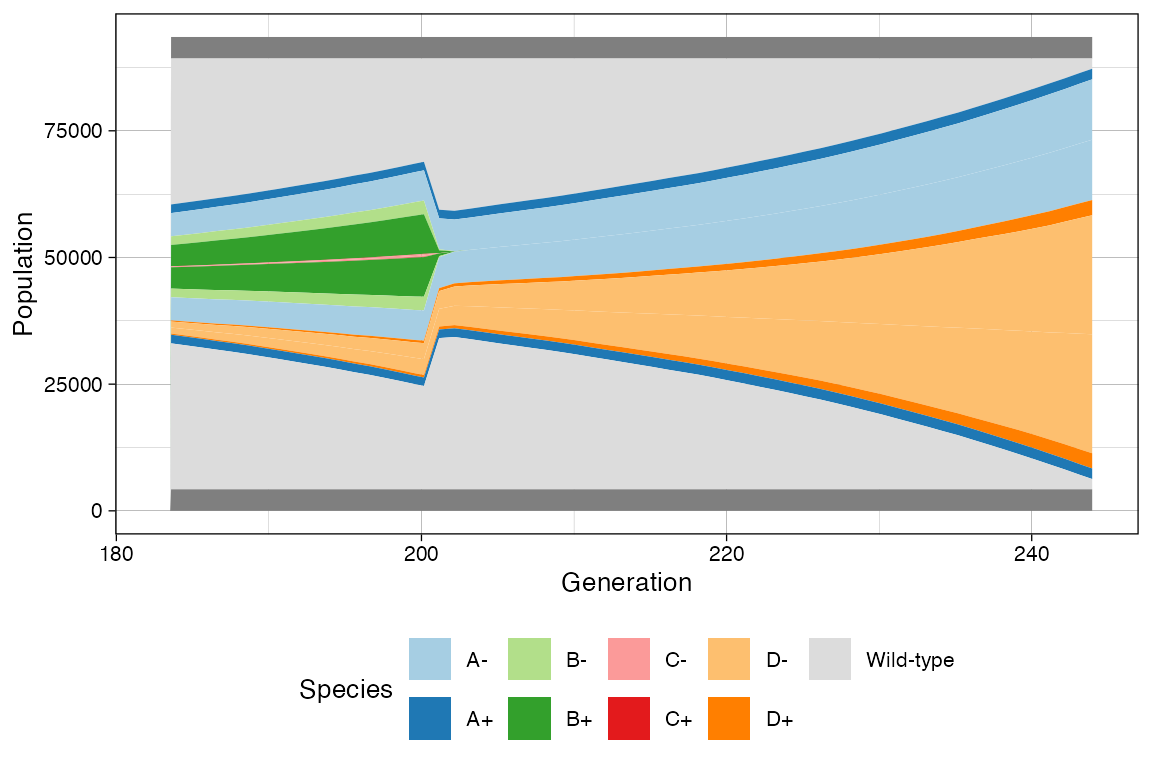 Population
75000
50000
25000
0
180 200 220 240
Generation
Species
A- B- C- D- Wild-type
A+ B+ C+ D+